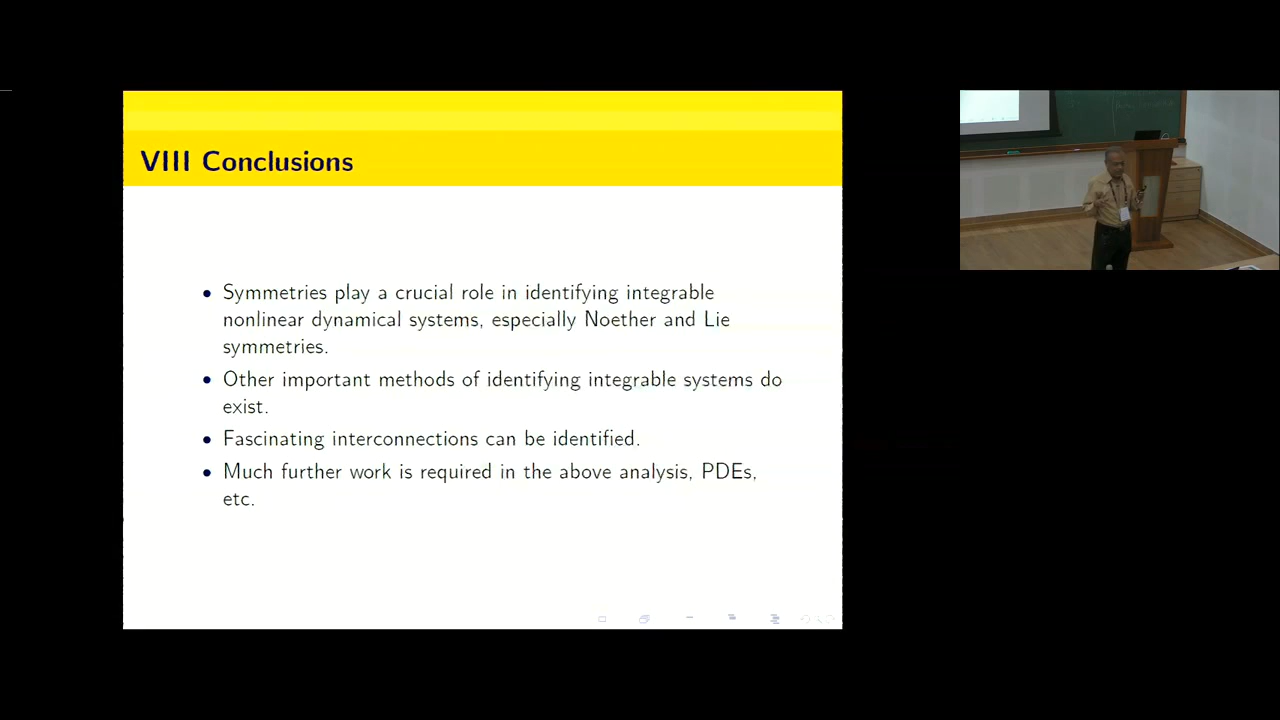 VIII Conclusions
• Symmetries play a crucial role in identifying integrable
nonlinear dynamical systems, especially Noether and Lie
symmetries.
• Other important methods of identifying integrable systems do
exist.
• Fascinating interconnections can be identified.
• Much further work is required in the above analysis, PDEs,
etc.